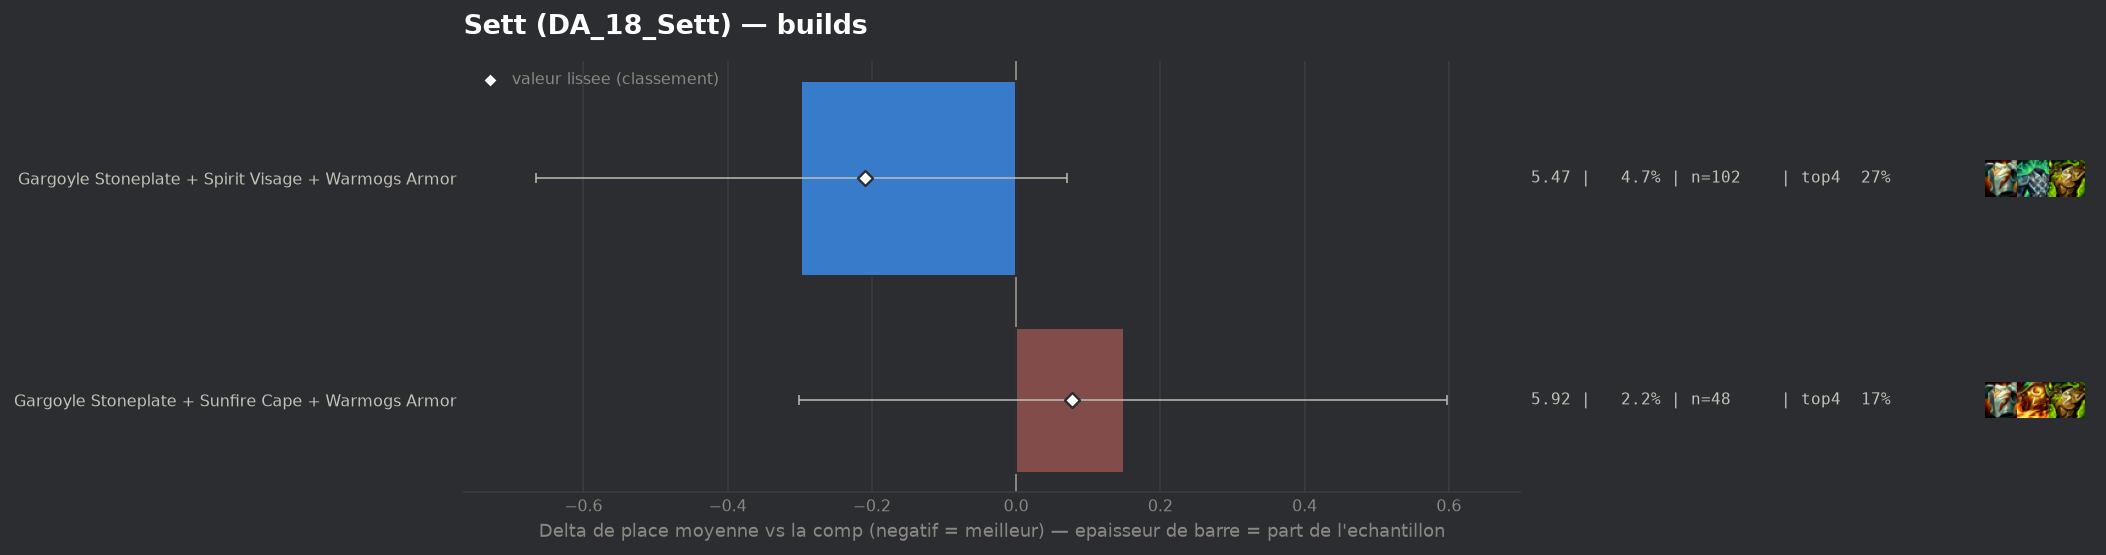 Sett (DA_18_Sett) — builds
valeur lissee (classement)
Gargoyle Stoneplate + Spirit Visage + Warmogs Armor
5.47 |   4.7% | n=102    | top4  27%
Gargoyle Stoneplate + Sunfire Cape + Warmogs Armor
5.92 |   2.2% | n=48     | top4  17%
−0.6 −0.4 −0.2 0.0 0.2 0.4 0.6
Delta de place moyenne vs la comp (negatif = meilleur) — epaisseur de barre = part de l'echantillon